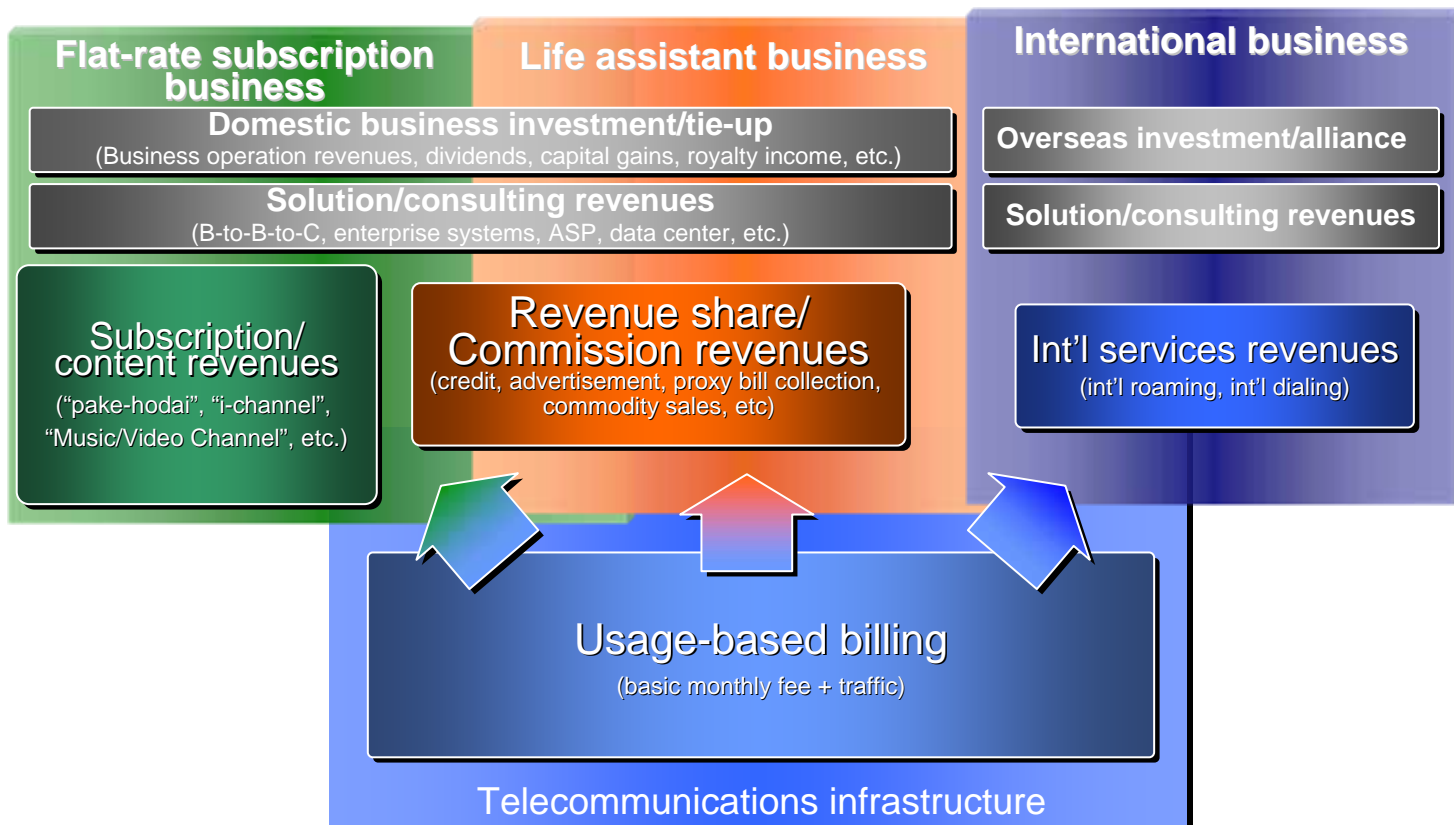 Flat-rate subscription
business
Life assistant business
International business
Domestic business investment/tie-up
(Business operation revenues, dividends, capital gains, royalty income, etc.)
Overseas investment/alliance
Solution/consulting revenues
(B-to-B-to-C, enterprise systems, ASP, data center, etc.)
Solution/consulting revenues
Subscription/
content revenues
(“pake-hodai”, “i-channel”,
“Music/Video Channel”, etc.)
Revenue share/
Commission revenues
(credit, advertisement, proxy bill collection,
commodity sales, etc)
Int’l services revenues
(int’l roaming, int’l dialing)
Usage-based billing
(basic monthly fee + traffic)
Telecommunications infrastructure